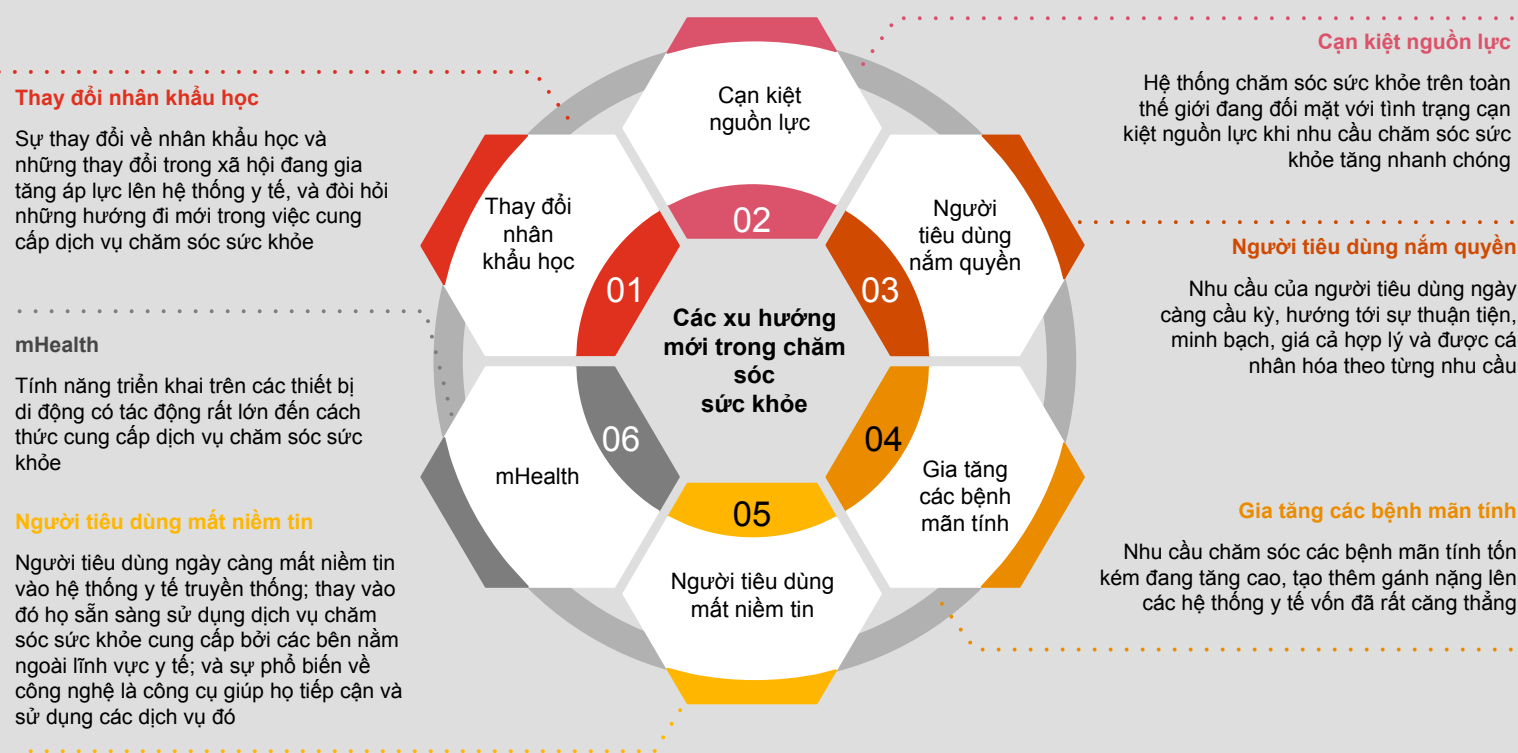 Thay đổi nhân khẩu học
Sự thay đổi về nhân khẩu học và
những thay đổi trong xã hội đang gia
tăng áp lực lên hệ thống y tế, và đòi hỏi
những hướng đi mới trong việc cung
cấp dịch vụ chăm sóc sức khỏe
mHealth
Tính năng triển khai trên các thiết bị
di động có tác động rất lớn đến cách
thức cung cấp dịch vụ chăm sóc sức
khỏe
Người tiêu dùng mất niềm tin
Người tiêu dùng ngày càng mất niềm tin
vào hệ thống y tế truyền thống; thay vào
đó họ sẵn sàng sử dụng dịch vụ chăm
sóc sức khỏe cung cấp bởi các bên nằm
ngoài lĩnh vực y tế; và sự phổ biến về
công nghệ là công cụ giúp họ tiếp cận và
sử dụng các dịch vụ đó
Thay đổi
nhân
khẩu học
01
Cạn kiệt
nguồn lực
02
Người
tiêu dùng
nắm quyền
03
Gia tăng
các bệnh
mãn tính
04
Người tiêu dùng
mất niềm tin
05
mHealth
06
Các xu hướng
mới trong chăm
sóc
sức khỏe
Cạn kiệt nguồn lực
Hệ thống chăm sóc sức khỏe trên toàn
thế giới đang đối mặt với tình trạng cạn
kiệt nguồn lực khi nhu cầu chăm sóc sức
khỏe tăng nhanh chóng
Người tiêu dùng nắm quyền
Nhu cầu của người tiêu dùng ngày
càng cầu kỳ, hướng tới sự thuận tiện,
minh bạch, giá cả hợp lý và được cá
nhân hóa theo từng nhu cầu
Gia tăng các bệnh mãn tính
Nhu cầu chăm sóc các bệnh mãn tính tốn
kém đang tăng cao, tạo thêm gánh nặng lên
các hệ thống y tế vốn đã rất căng thẳng